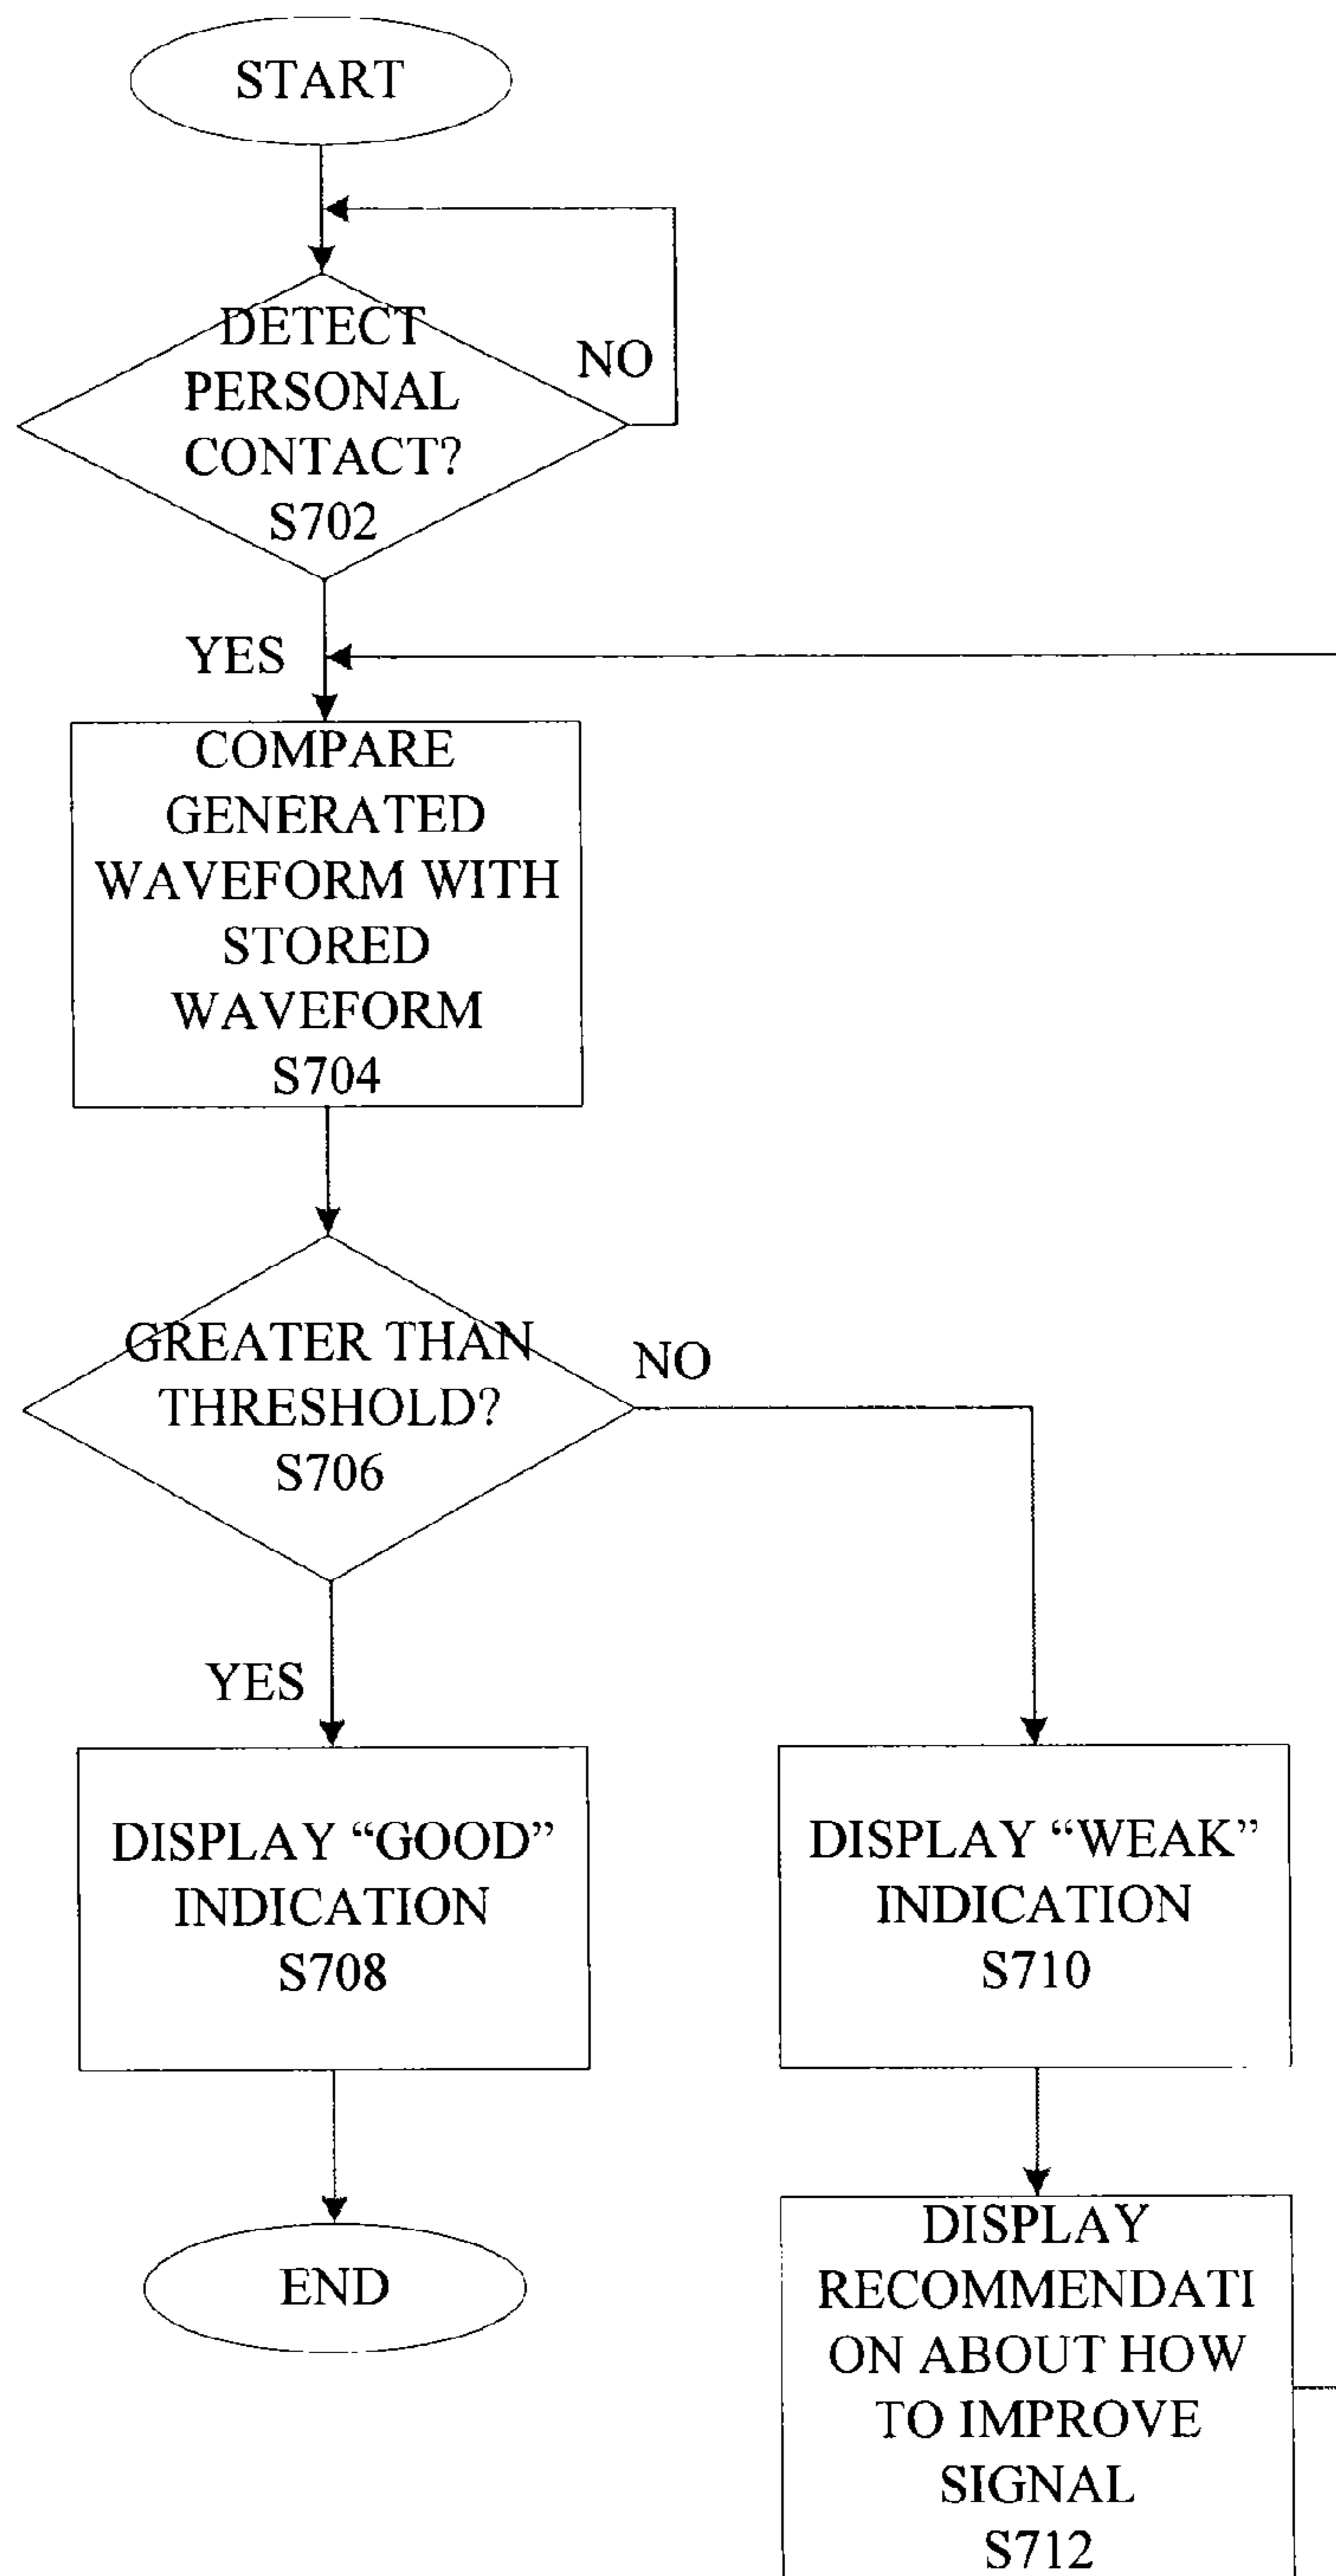 START
DETECT
PERSONAL
CONTACT?
S702
NO
YES
COMPARE
GENERATED
WAVEFORM WITH
STORED
WAVEFORM
S704
GREATER THAN
THRESHOLD?
S706
NO
YES
DISPLAY “GOOD”
INDICATION
S708
DISPLAY “WEAK”
INDICATION
S710
END
DISPLAY
RECOMMENDATI
ON ABOUT HOW
TO IMPROVE
SIGNAL
S712